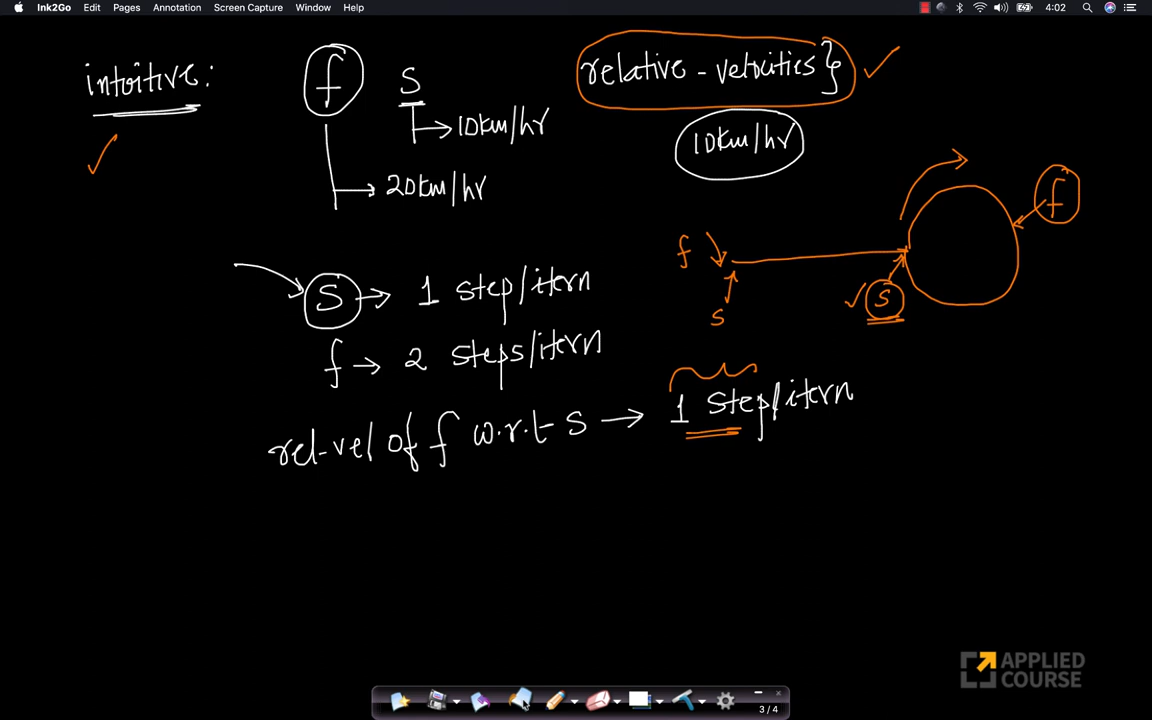 Ink2Go Edit Pages Annotation Screen Capture Window Help 4:02
intuitive:
f
S
10km/hr
20km/hr
relative - velocities}
10km/hr
f
f
S
S
S → 1 step/itern
f → 2 steps/itern
rel-vel of f w.r.t S → 1 step/itern
APPLIED
COURSE
3 / 4